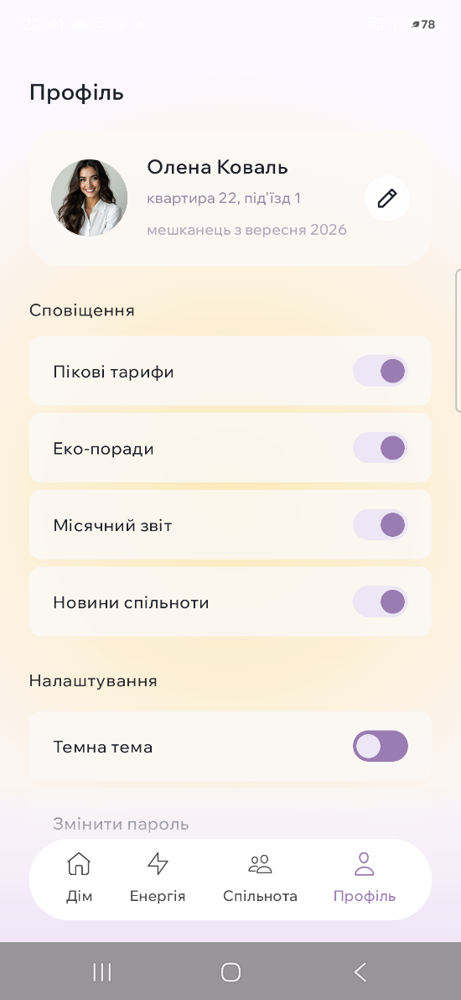 20:41
78
Профіль
Олена Коваль
квартира 22, під'їзд 1
мешканець з вересня 2026
Сповіщення
Пікові тарифи
Еко-поради
Місячний звіт
Новини спільноти
Налаштування
Темна тема
Змінити пароль
Дім Енергія Спільнота Профіль